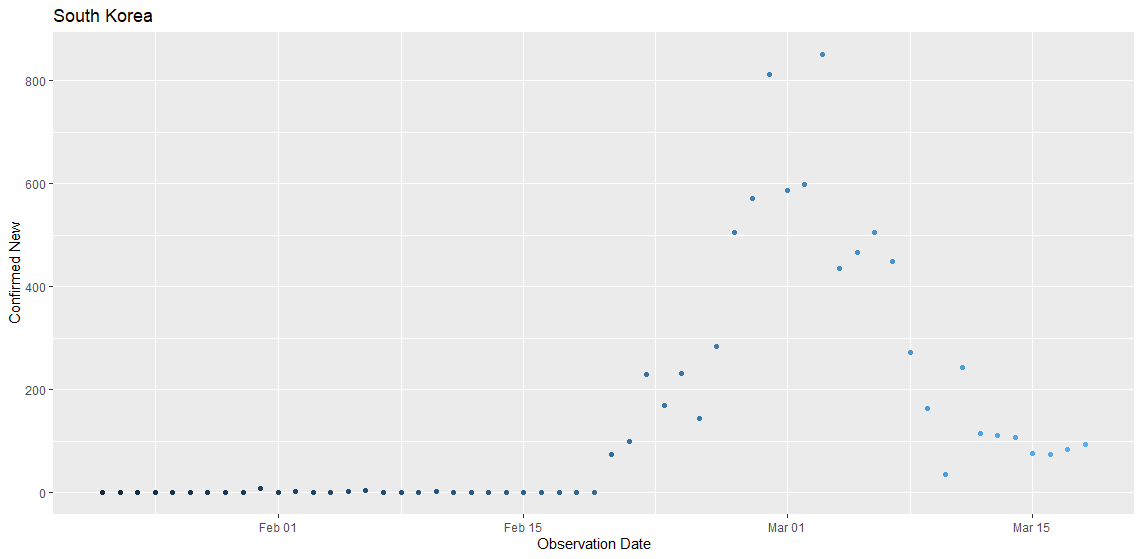 South Korea
Confirmed New
800
600
400
200
0
Feb 01
Feb 15
Mar 01
Mar 15
Observation Date